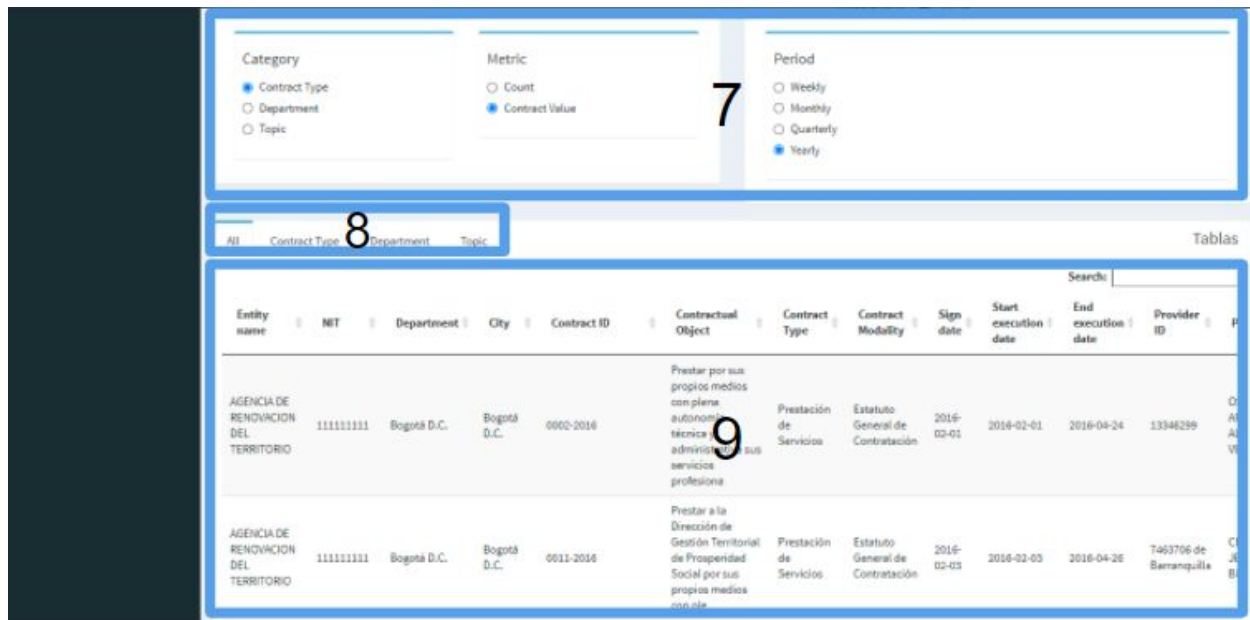 Category
Metric
Period
Contract Type
Count
Weekly
Department
Contract Value
Monthly
Topic
Quarterly
Yearly
7
8
All Contract Type Department Topic
Tablas
Search:
Entity name
NIT
Department
City
Contract ID
Contractual Object
Contract Type
Contract Modality
Sign date
Start execution date
End execution date
Provider ID
AGENCIA DE
RENOVACION
DEL
TERRITORIO
111111111
Bogotá D.C.
Bogotá
D.C.
0002-2016
Prestar por sus
propios medios
con plena
autonomía
técnica y
administrativa sus
servicios
profesiona
Prestación
de
Servicios
Estatuto
General de
Contratación
2016-
02-01
2016-02-01
2016-04-24
13346299
9
AGENCIA DE
RENOVACION
DEL
TERRITORIO
111111111
Bogotá D.C.
Bogotá
D.C.
0011-2016
Prestar a la
Dirección de
Gestión Territorial
de Prosperidad
Social por sus
propios medios
con ple
Prestación
de
Servicios
Estatuto
General de
Contratación
2016-
02-03
2016-02-03
2016-04-26
7463706 de
Barranquilla